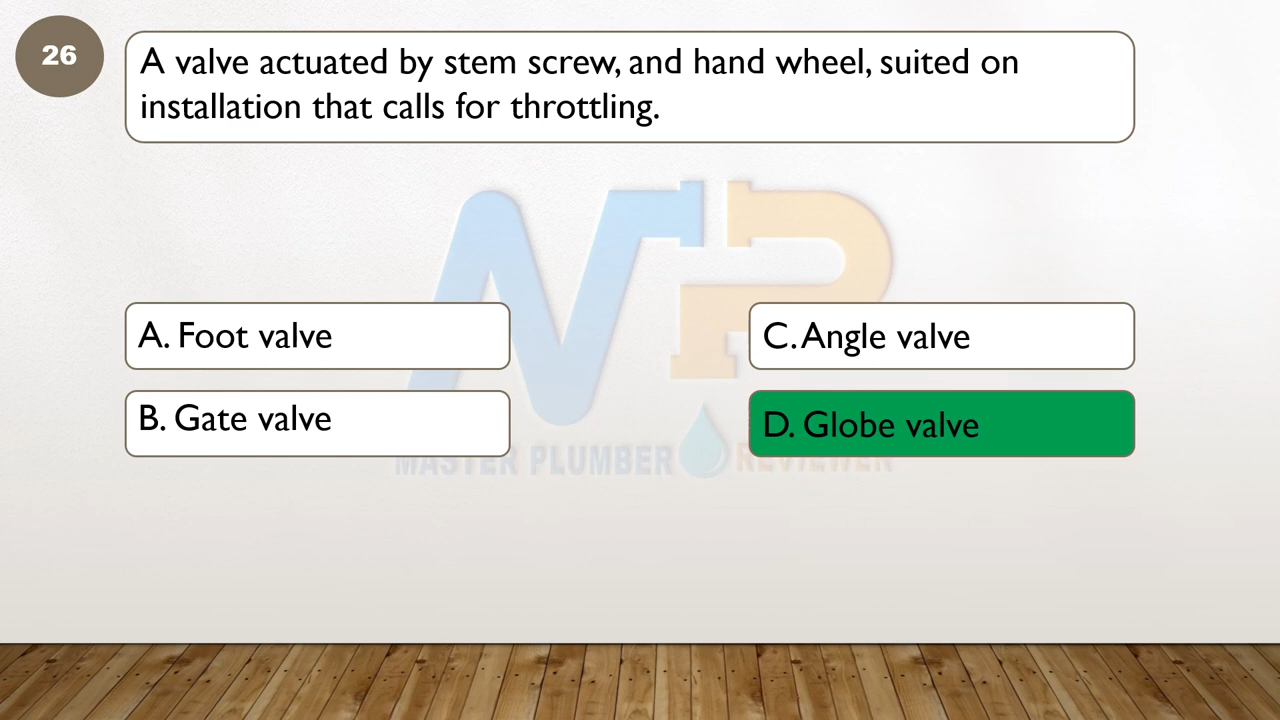 26
A valve actuated by stem screw, and hand wheel, suited on
installation that calls for throttling.
A. Foot valve
C. Angle valve
B. Gate valve
D. Globe valve
MASTER PLUMBER REVIEWER